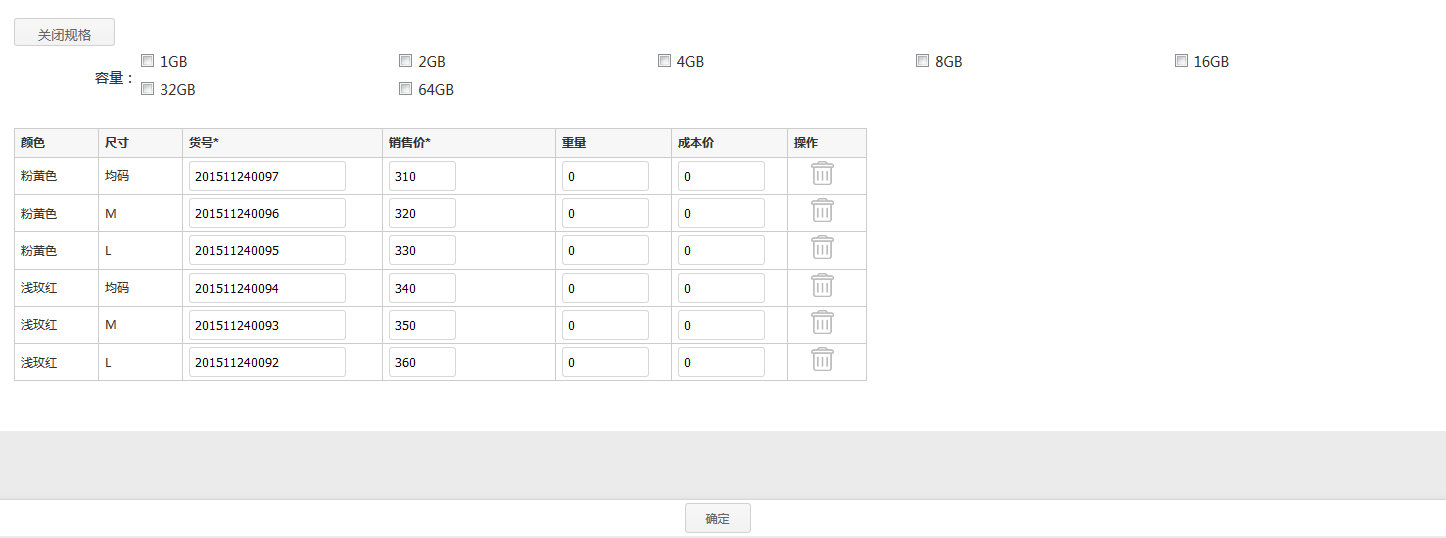 关闭规格
1GB 2GB 4GB 8GB 16GB
容量：
32GB 64GB
颜色 尺寸 货号* 销售价* 重量 成本价 操作
粉黄色 均码 201511240097 310 0 0
粉黄色 M 201511240096 320 0 0
粉黄色 L 201511240095 330 0 0
浅玫红 均码 201511240094 340 0 0
浅玫红 M 201511240093 350 0 0
浅玫红 L 201511240092 360 0 0
确定